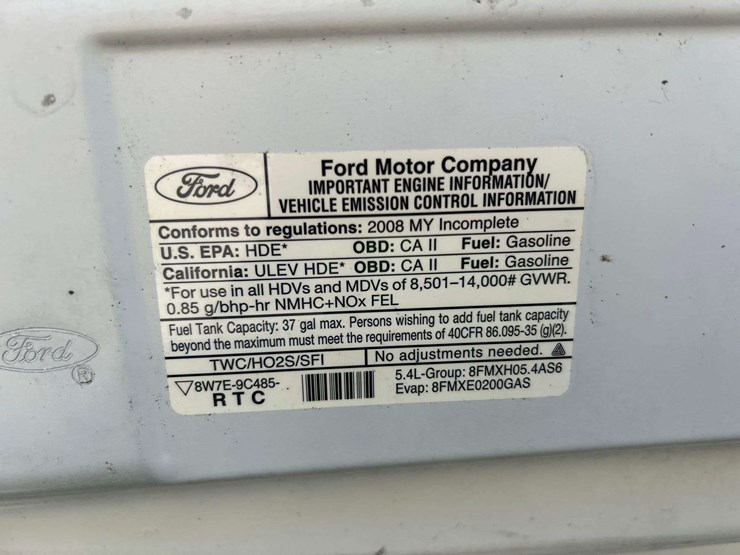 Ford
Ford Motor Company
IMPORTANT ENGINE INFORMATION/
VEHICLE EMISSION CONTROL INFORMATION
Conforms to regulations: 2008 MY Incomplete
U.S. EPA: HDE* OBD: CA II Fuel: Gasoline
California: ULEV HDE* OBD: CA II Fuel: Gasoline
*For use in all HDVs and MDVs of 8,501–14,000# GVWR.
0.85 g/bhp-hr NMHC+NOx FEL
Fuel Tank Capacity: 37 gal max. Persons wishing to add fuel tank capacity
beyond the maximum must meet the requirements of 40CFR 86.095-35 (g)(2).
TWC/HO2S/SFI No adjustments needed.
8W7E-9C485-
RTC
5.4L-Group: 8FMXH05.4AS6
Evap: 8FMXE0200GAS
Ford
®